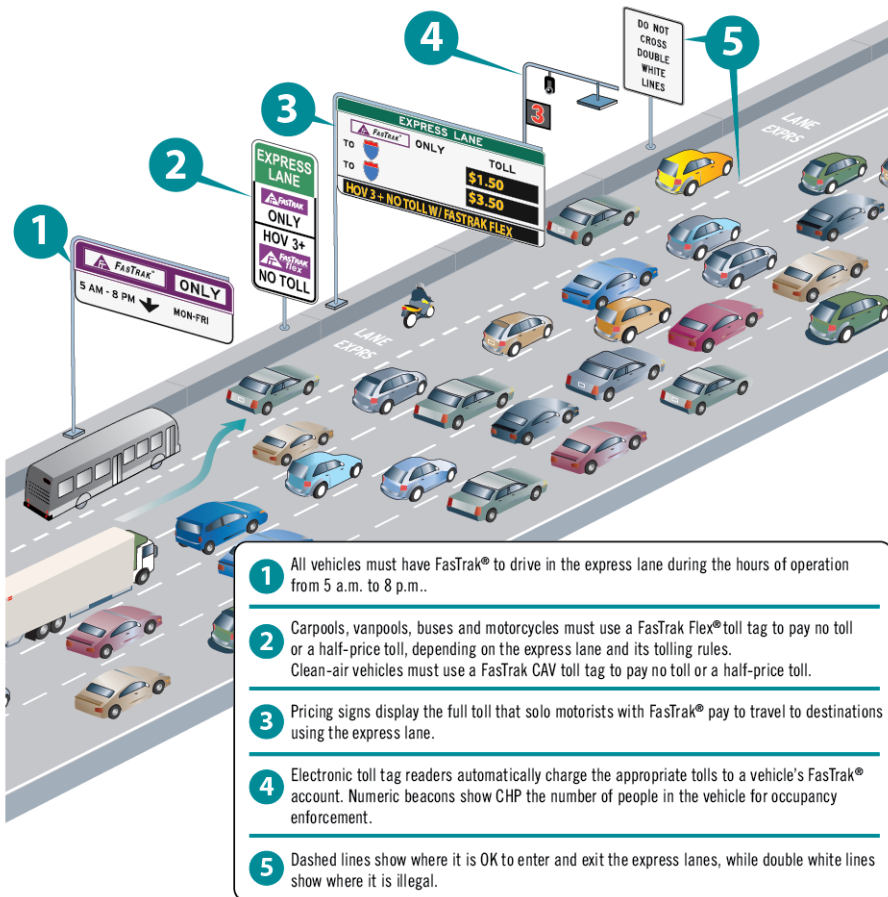 1
2
3
4
5
FASTRAK™
ONLY
5 AM - 8 PM
MON-FRI
EXPRESS
LANE
FASTRAK
ONLY
HOV 3+
FASTRAK
flex
NO TOLL
EXPRESS LANE
FASTRAK™ ONLY
TO
TO
TOLL
$1.50
$3.50
HOV 3+ NO TOLL W/ FASTRAK FLEX
3
DO NOT
CROSS
DOUBLE
WHITE
LINES
LANE
EXPRS
LANE
EXPRS
1 All vehicles must have FasTrak® to drive in the express lane during the hours of operation
from 5 a.m. to 8 p.m..
2 Carpools, vanpools, buses and motorcycles must use a FasTrak Flex® toll tag to pay no toll
or a half-price toll, depending on the express lane and its tolling rules.
Clean-air vehicles must use a FasTrak CAV toll tag to pay no toll or a half-price toll.
3 Pricing signs display the full toll that solo motorists with FasTrak® pay to travel to destinations
using the express lane.
4 Electronic toll tag readers automatically charge the appropriate tolls to a vehicle's FasTrak®
account. Numeric beacons show CHP the number of people in the vehicle for occupancy
enforcement.
5 Dashed lines show where it is OK to enter and exit the express lanes, while double white lines
show where it is illegal.